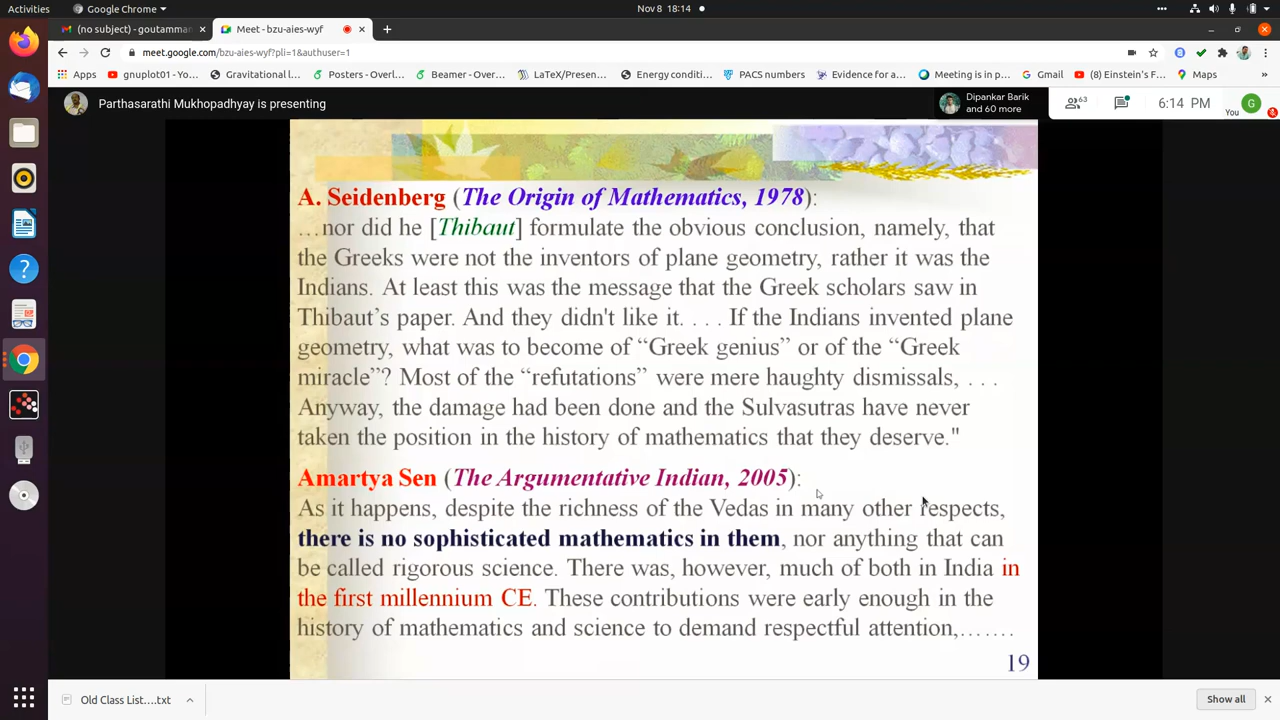 Activities
Google Chrome
Nov 8 18:14
(no subject) - goutamman
Meet - bzu-aies-wyf
meet.google.com/bzu-aies-wyf?pli=1&authuser=1
Apps
gnuplot01 - Yo...
Gravitational l...
Posters - Overl...
Beamer - Over...
LaTeX/Presen...
Energy conditi...
PACS numbers
Evidence for a...
Meeting is in p...
Gmail
(8) Einstein's F...
Maps
»
Parthasarathi Mukhopadhyay is presenting
Dipankar Barik
and 60 more
63
6:14 PM
You
G
A. Seidenberg (The Origin of Mathematics, 1978):
…nor did he [Thibaut] formulate the obvious conclusion, namely, that
the Greeks were not the inventors of plane geometry, rather it was the
Indians. At least this was the message that the Greek scholars saw in
Thibaut’s paper. And they didn't like it. . . . If the Indians invented plane
geometry, what was to become of “Greek genius” or of the “Greek
miracle”? Most of the “refutations” were mere haughty dismissals, . . .
Anyway, the damage had been done and the Sulvasutras have never
taken the position in the history of mathematics that they deserve."
Amartya Sen (The Argumentative Indian, 2005):
As it happens, despite the richness of the Vedas in many other respects,
there is no sophisticated mathematics in them, nor anything that can
be called rigorous science. There was, however, much of both in India in
the first millennium CE. These contributions were early enough in the
history of mathematics and science to demand respectful attention,…….
19
Old Class List....txt
Show all